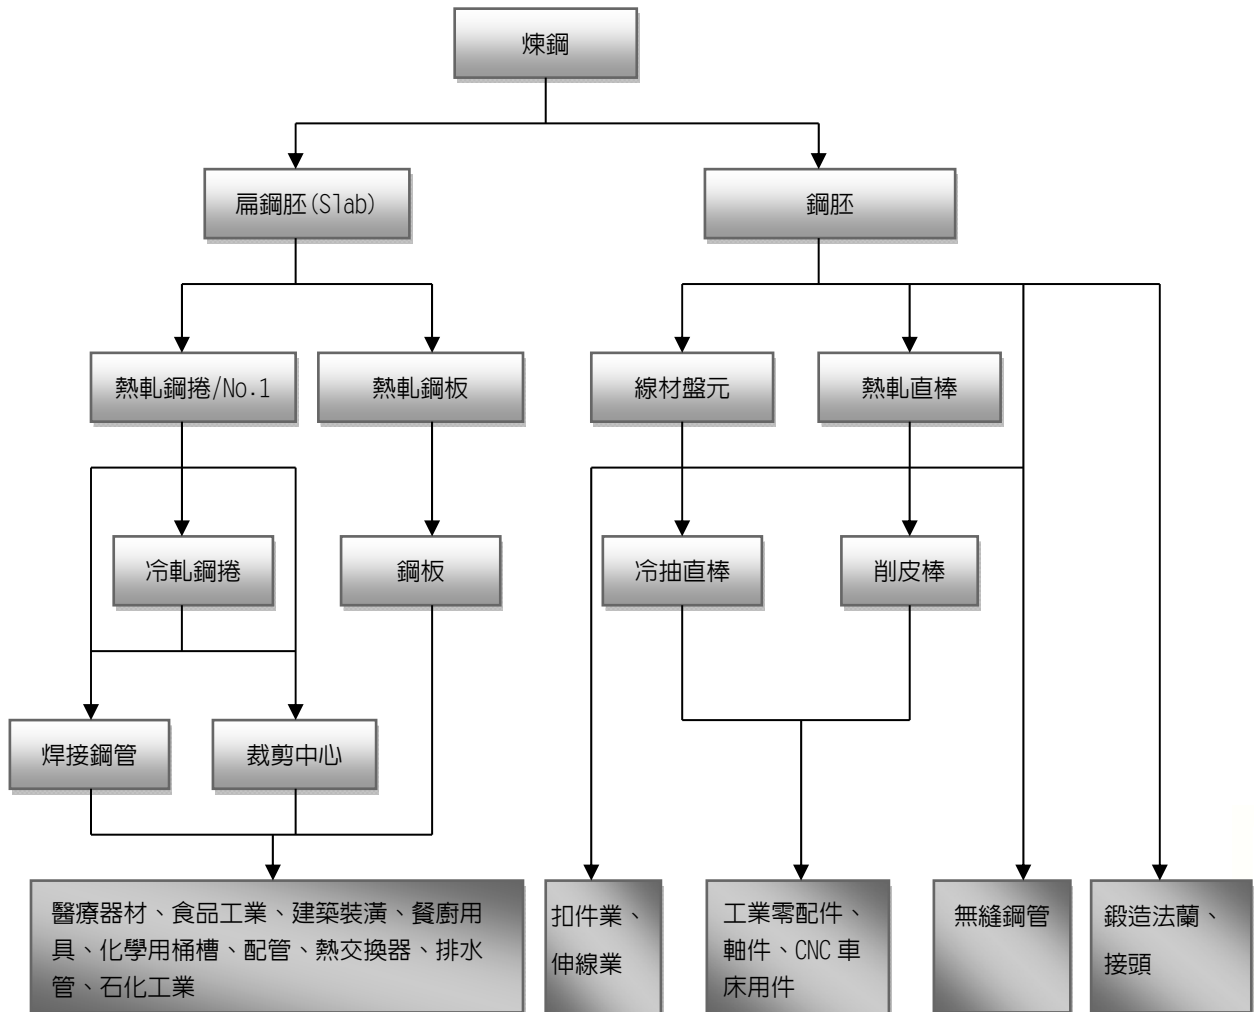 煉鋼
扁鋼胚(Slab)
鋼胚
熱軋鋼捲/No.1
熱軋鋼板
線材盤元
熱軋直棒
冷軋鋼捲
鋼板
冷抽直棒
削皮棒
焊接鋼管
裁剪中心
醫療器材、食品工業、建築裝潢、餐廚用
具、化學用桶槽、配管、熱交換器、排水
管、石化工業
扣件業、
伸線業
工業零配件、
軸件、CNC 車
床用件
無縫鋼管
鍛造法蘭、
接頭